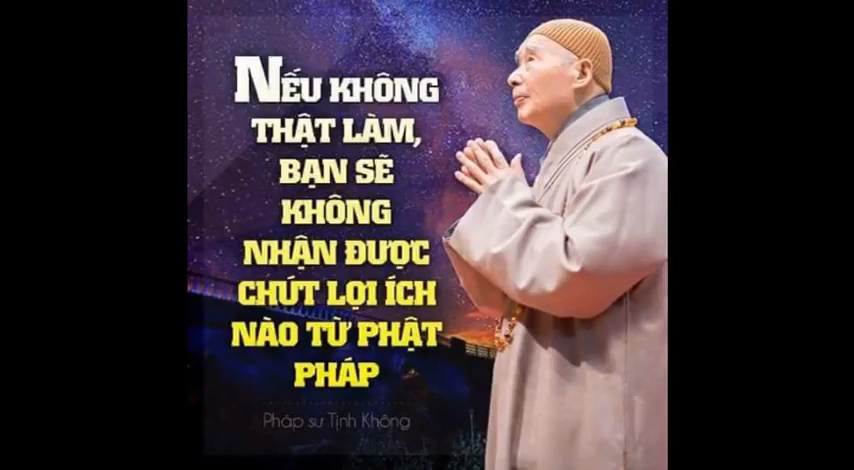 NẾU KHÔNG
THẬT LÀM,
BẠN SẼ
KHÔNG
NHẬN ĐƯỢC
CHÚT LỢI ÍCH
NÀO TỪ PHẬT
PHÁP
Pháp sư Tịnh Không